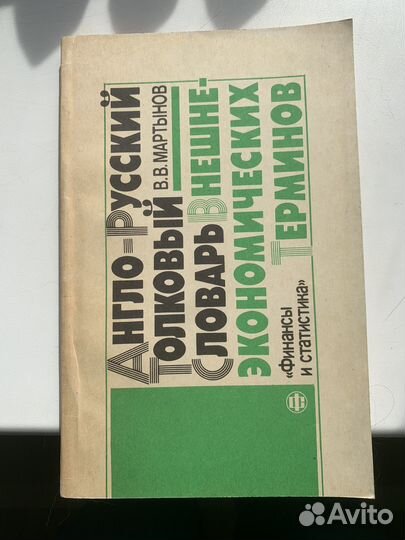 Англо-Русский
Толковый
В.В.МАРТЫНОВ
Словарь Внешне-
экономических
Терминов
«Финансы
и статистика»
Avito